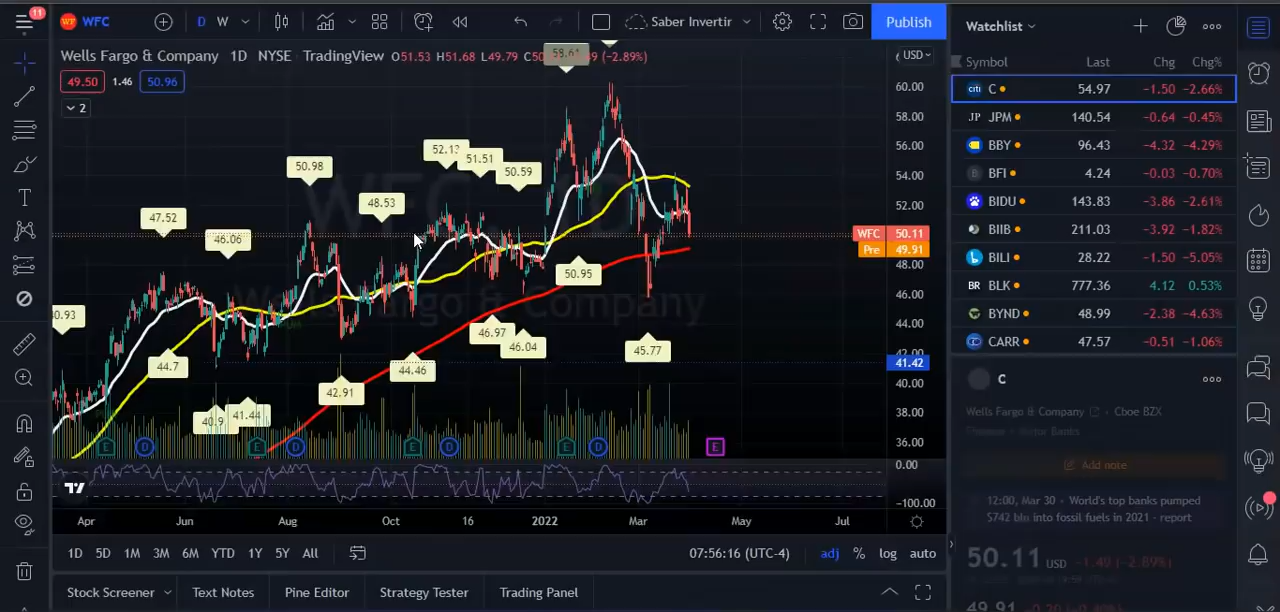 11
WFC
D W
Saber Invertir
Publish
Wells Fargo & Company 1D NYSE TradingView O51.53 H51.68 L49.79 (−2.89%)
USD
49.50 1.46 50.96
2
60.00
58.00
56.00
54.00
52.00
48.00
46.00
44.00
42.00
40.00
38.00
36.00
0.00
−100.00
WFC 50.11
Pre 49.91
41.42
47.52
46.06
50.98
48.53
52.13
51.51
50.59
50.95
44.7
41.44
42.91
44.46
46.97
46.04
45.77
Wells Fargo & Company
E D E D E D E D E
Apr Jun Aug Oct 16 2022 Mar May Jul
1D 5D 1M 3M 6M YTD 1Y 5Y All
07:56:16 (UTC-4) adj % log auto
Stock Screener Text Notes Pine Editor Strategy Tester Trading Panel
Watchlist
Symbol Last Chg Chg%
citi C 54.97 −1.50 −2.66%
JP JPM 140.54 −0.64 −0.45%
BBY 96.43 −4.32 −4.29%
B BFI 4.24 −0.03 −0.70%
BIDU 143.83 −3.86 −2.61%
BIIB 211.03 −3.92 −1.82%
BILI 28.22 −1.50 −5.05%
BR BLK 777.36 4.12 0.53%
BYND 48.99 −2.38 −4.63%
CARR 47.57 −0.51 −1.06%
C
Wells Fargo & Company Cboe BZX
Add note
12:00, Mar 30 • World's top banks pumped
$742 bln into fossil fuels in 2021 - report
50.11 USD −1.49 (−2.89%)
49.91